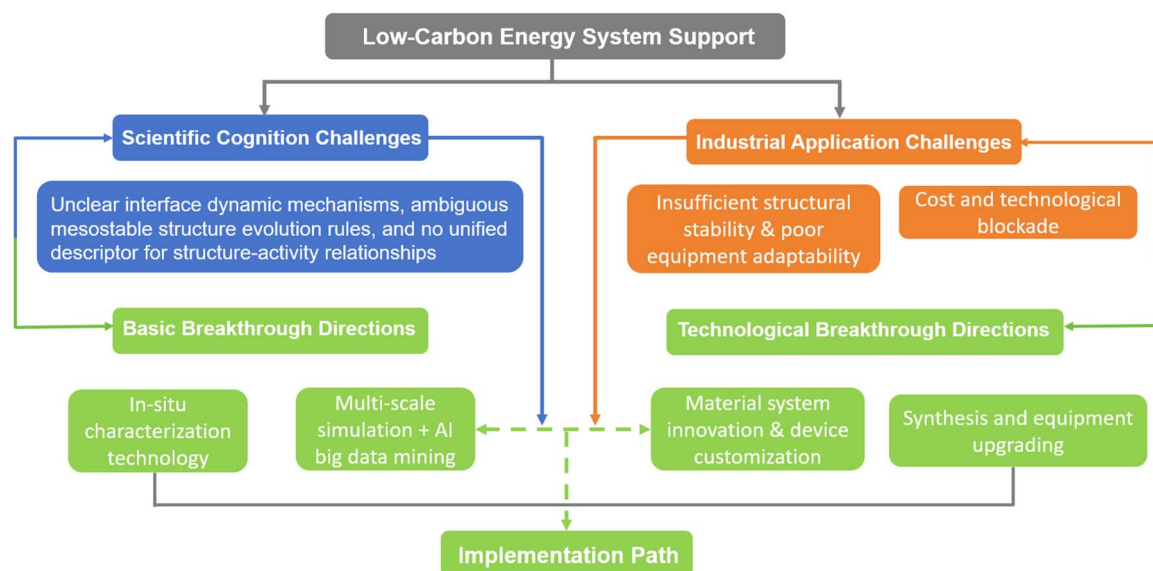 Low-Carbon Energy System Support
Scientific Cognition Challenges
Industrial Application Challenges
Unclear interface dynamic mechanisms, ambiguous
mesostable structure evolution rules, and no unified
descriptor for structure-activity relationships
Insufficient structural
stability & poor
equipment adaptability
Cost and technological
blockade
Basic Breakthrough Directions
Technological Breakthrough Directions
In-situ
characterization
technology
Multi-scale
simulation + AI
big data mining
Material system
innovation & device
customization
Synthesis and equipment
upgrading
Implementation Path